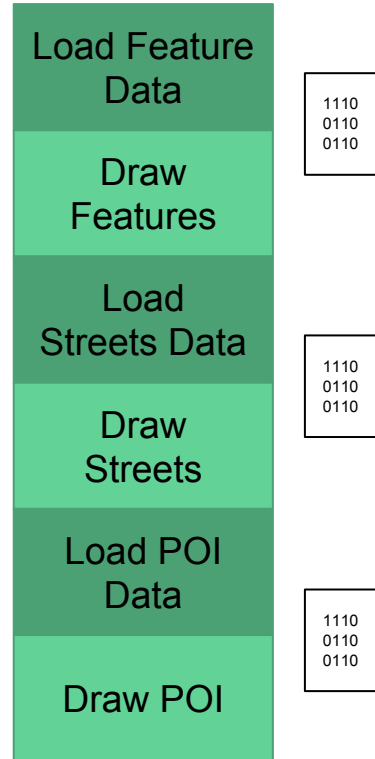 Load Feature
Data
1110
0110
0110
Draw
Features
Load
Streets Data
1110
0110
0110
Draw
Streets
Load POI
Data
1110
0110
0110
Draw POI